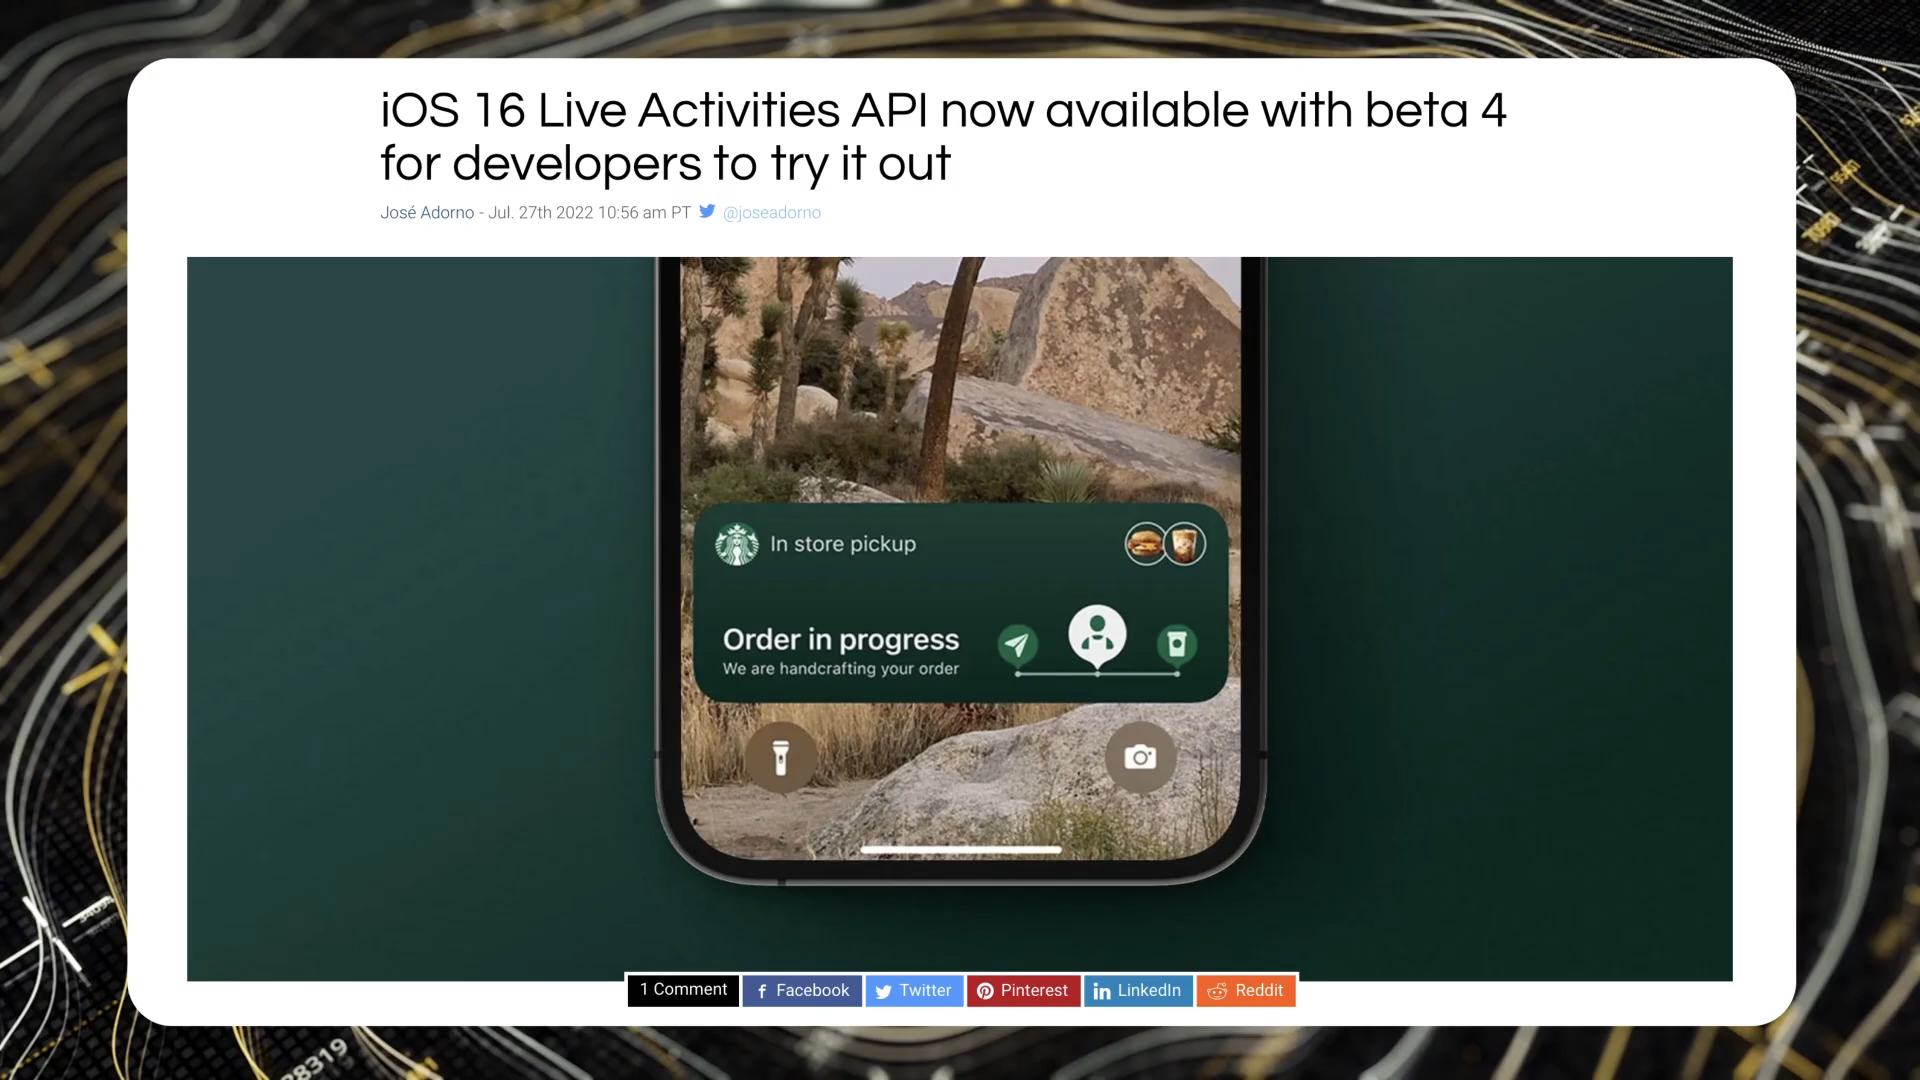 iOS 16 Live Activities API now available with beta 4
for developers to try it out
José Adorno - Jul. 27th 2022 10:56 am PT @joseadorno
In store pickup
Order in progress
We are handcrafting your order
1 Comment Facebook Twitter Pinterest LinkedIn Reddit